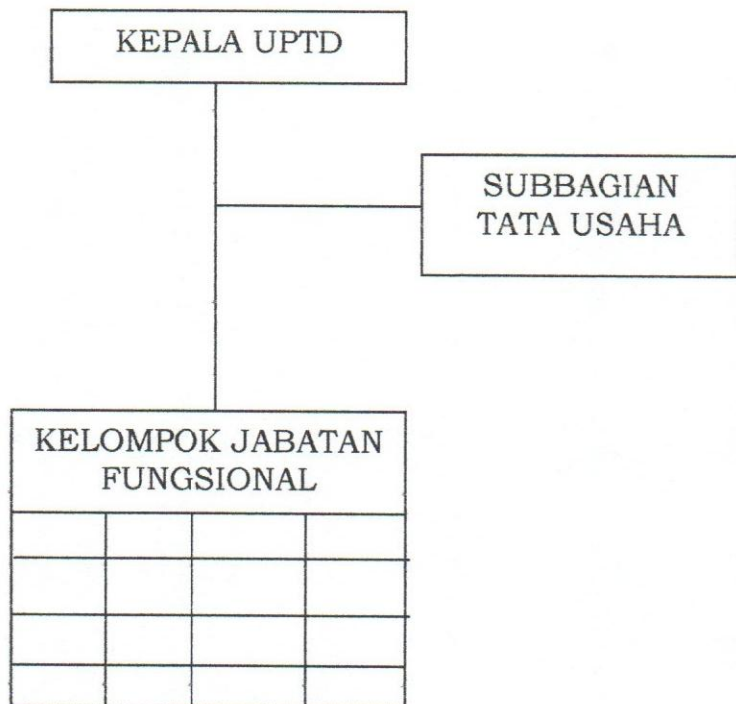 KEPALA UPTD
SUBBAGIAN
TATA USAHA
KELOMPOK JABATAN
FUNGSIONAL